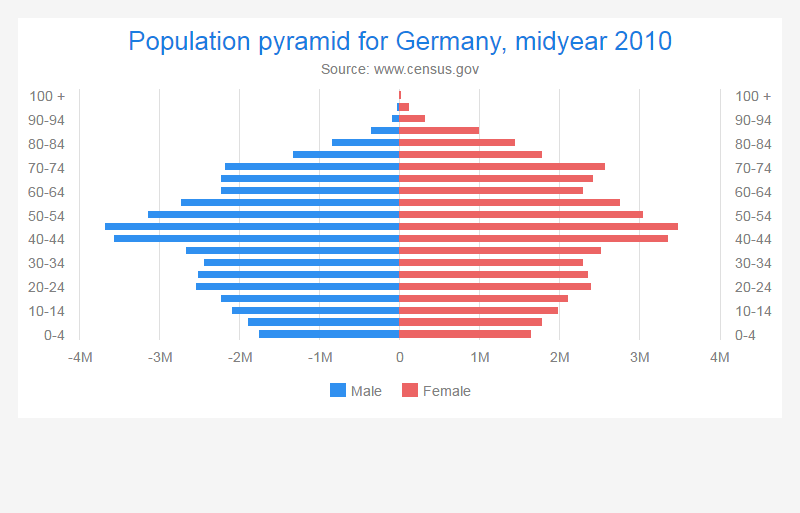 Population pyramid for Germany, midyear 2010
Source: www.census.gov
100 + 100 +
90-94 90-94
80-84 80-84
70-74 70-74
60-64 60-64
50-54 50-54
40-44 40-44
30-34 30-34
20-24 20-24
10-14 10-14
0-4 0-4
-4M -3M -2M -1M 0 1M 2M 3M 4M
Male Female